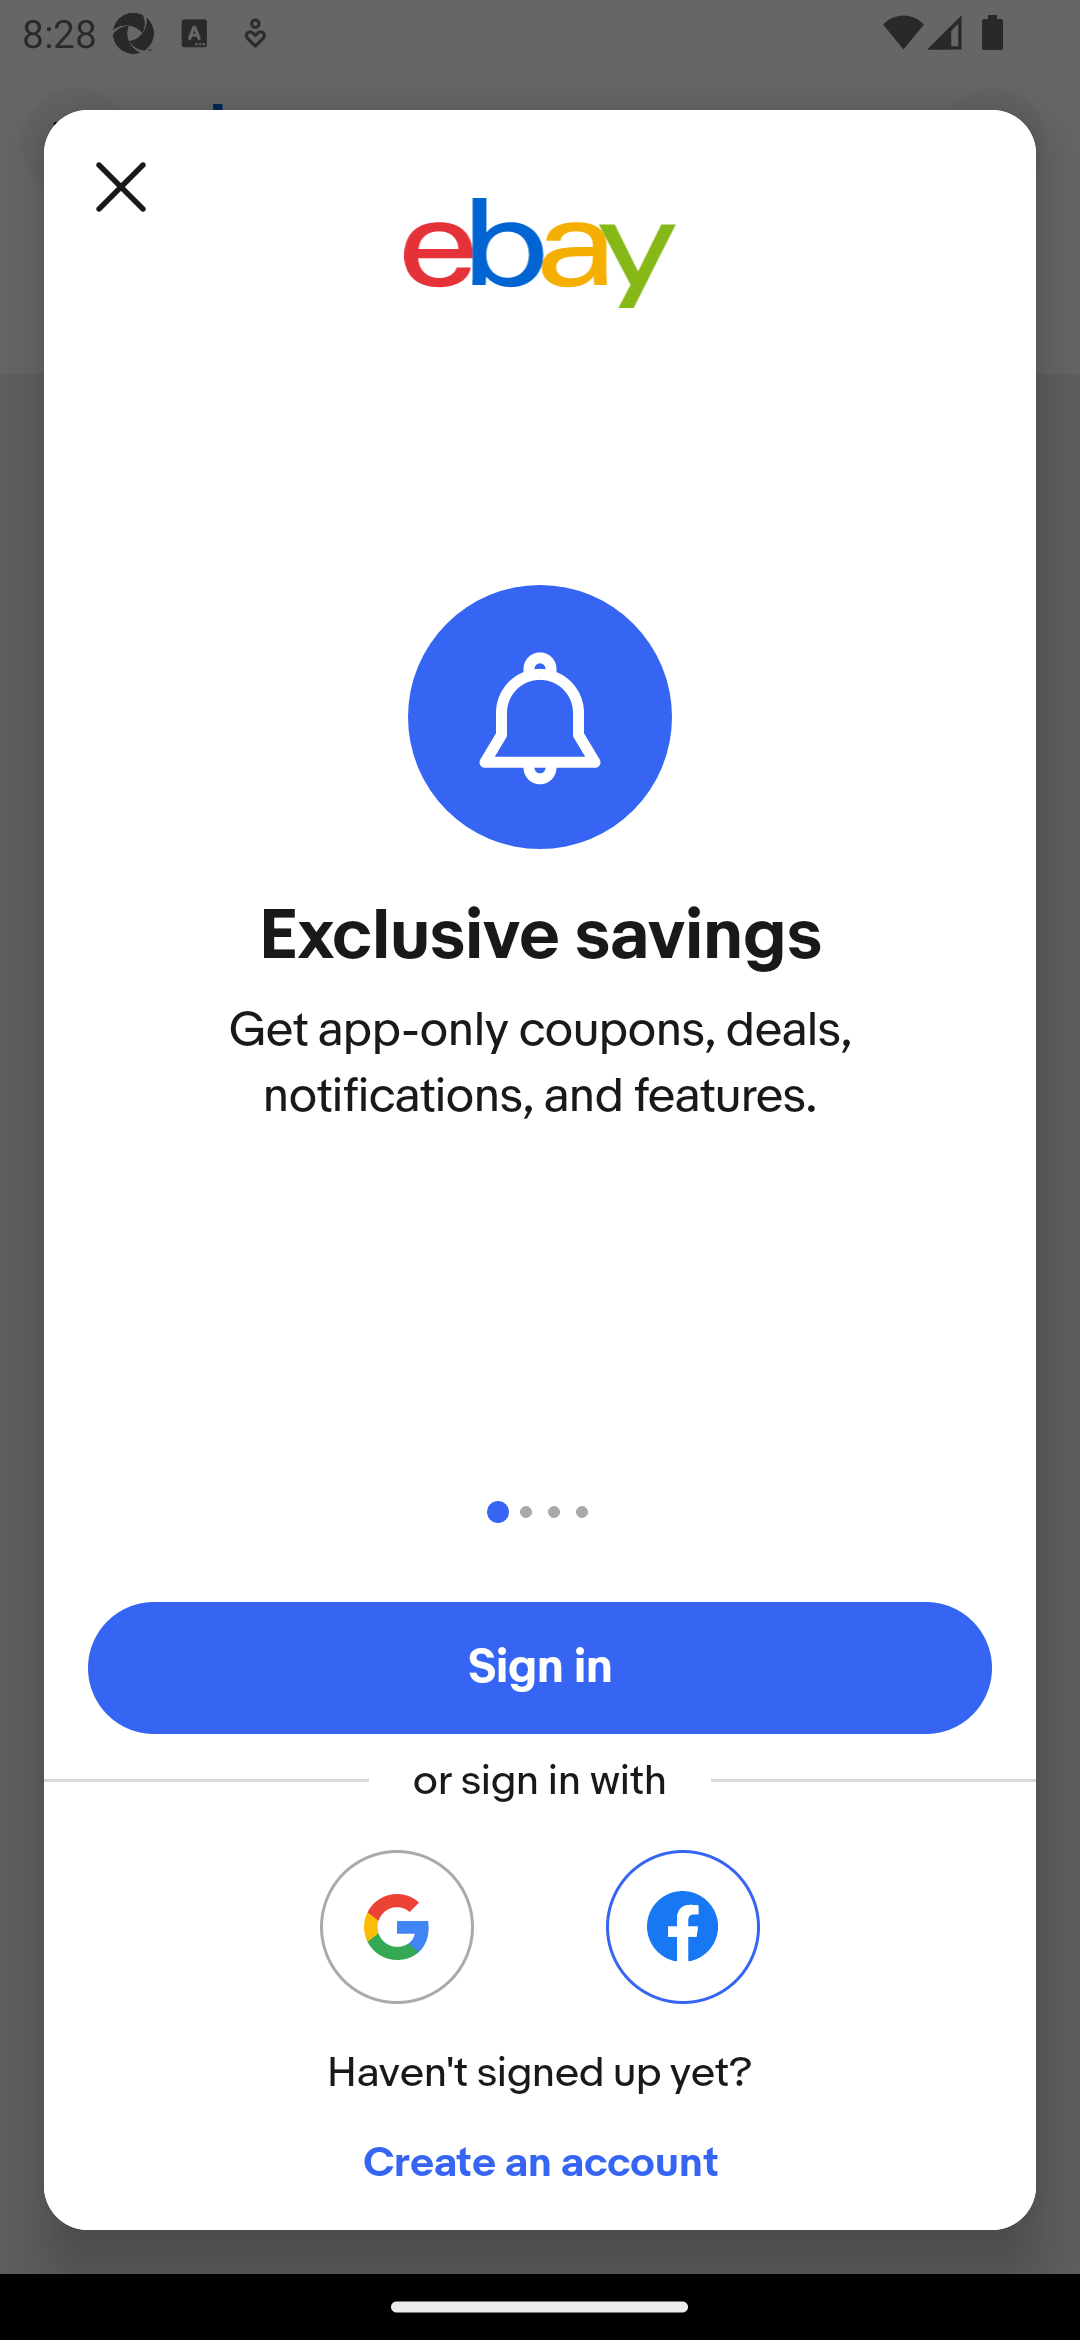 8:28
ebay
Exclusive savings
Get app-only coupons, deals,
notifications, and features.
Sign in
or sign in with
Haven't signed up yet?
Create an account